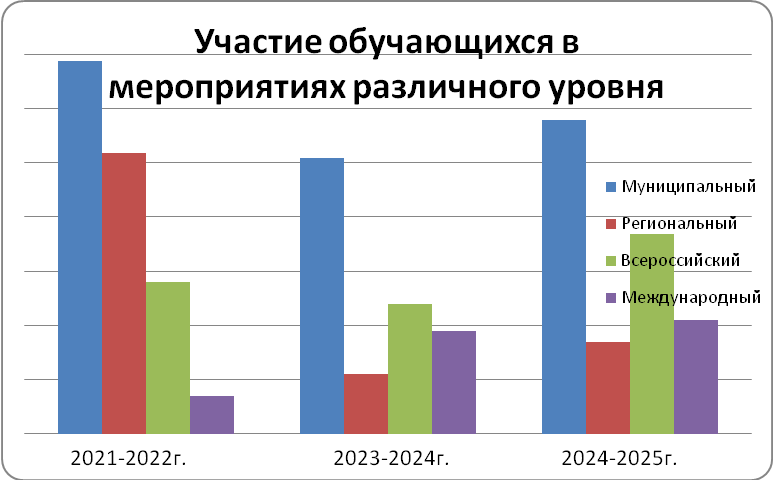 Участие обучающихся в
мероприятиях различного уровня
Муниципальный
Региональный
Всероссийский
Международный
2021-2022г.
2023-2024г.
2024-2025г.